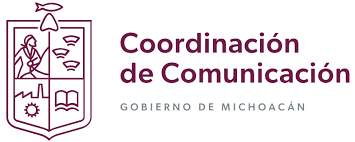 Coordinación
de Comunicación
GOBIERNO DE MICHOACÁN